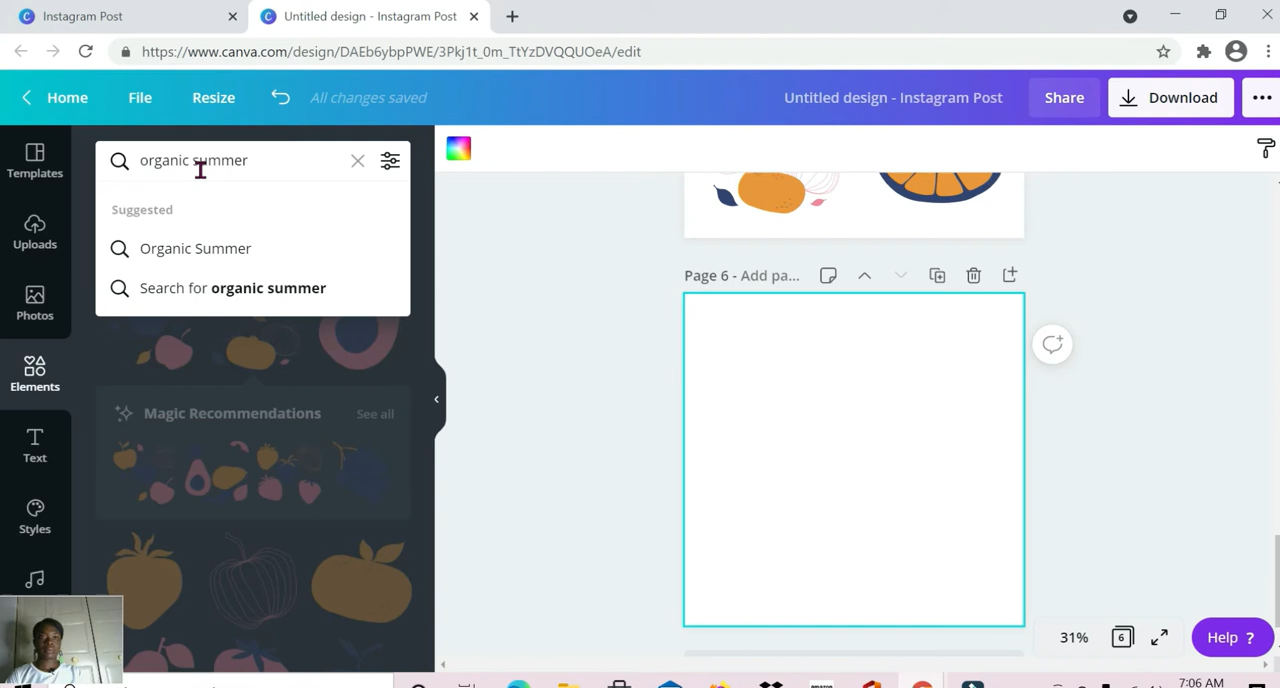 Instagram Post
Untitled design - Instagram Post
https://www.canva.com/design/DAEb6ybpPWE/3Pkj1t_0m_TtYzDVQQUOeA/edit
Home
File
Resize
All changes saved
Untitled design - Instagram Post
Share
Download
Templates
Uploads
Photos
Elements
Text
Styles
organic summer
Suggested
Organic Summer
Search for organic summer
Magic Recommendations
See all
Page 6 - Add pa...
31%
6
Help ?
amazon
7:06 AM